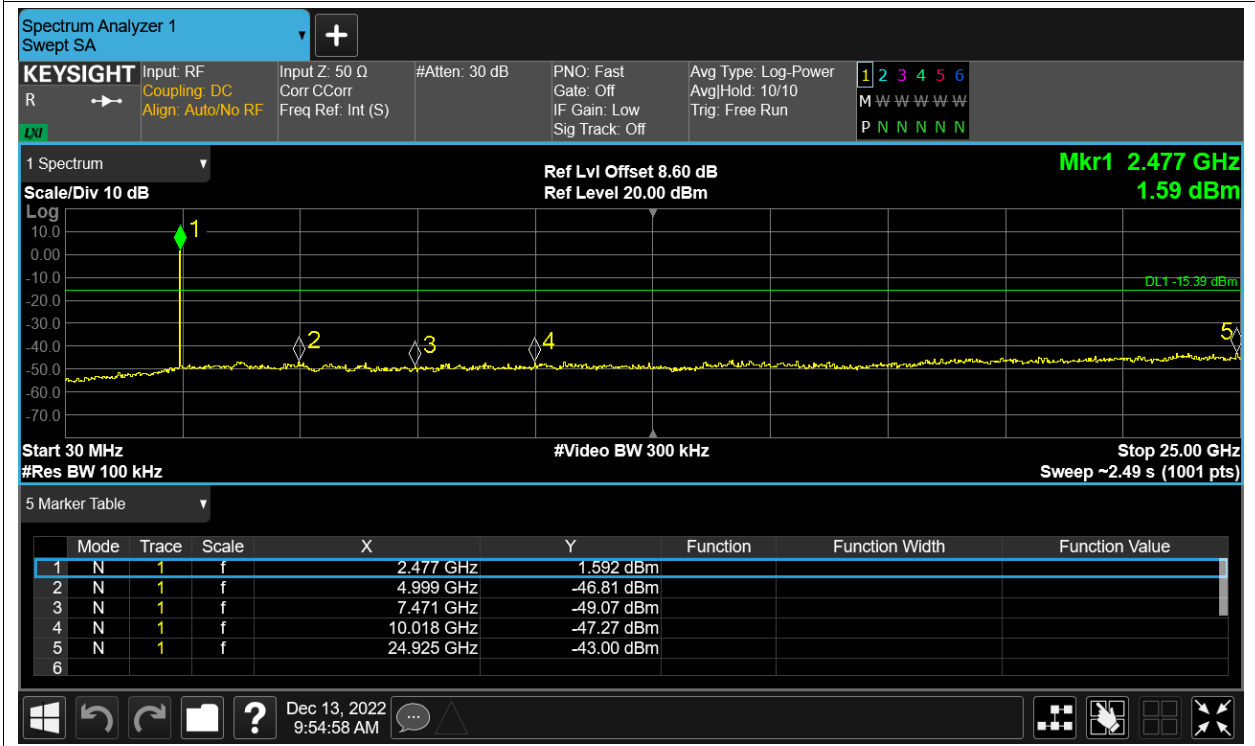 Spectrum Analyzer 1
Swept SA
+
KEYSIGHT
R
LXI
Input: RF
Coupling: DC
Align: Auto/No RF
Input Z: 50 Ω
Corr CCorr
Freq Ref: Int (S)
#Atten: 30 dB
PNO: Fast
Gate: Off
IF Gain: Low
Sig Track: Off
Avg Type: Log-Power
Avg|Hold: 10/10
Trig: Free Run
1 2 3 4 5 6
M W W W W W
P N N N N N
1 Spectrum
Scale/Div 10 dB
Ref Lvl Offset 8.60 dB
Ref Level 20.00 dBm
Mkr1 2.477 GHz
1.59 dBm
Log
10.0
0.00
-10.0
-20.0
-30.0
-40.0
-50.0
-60.0
-70.0
1
2
3
4
5
DL1 -15.39 dBm
Start 30 MHz
#Res BW 100 kHz
#Video BW 300 kHz
Stop 25.00 GHz
Sweep ~2.49 s (1001 pts)
5 Marker Table
Mode Trace Scale X Y Function Function Width Function Value
1 N 1 f 2.477 GHz 1.592 dBm
2 N 1 f 4.999 GHz -46.81 dBm
3 N 1 f 7.471 GHz -49.07 dBm
4 N 1 f 10.018 GHz -47.27 dBm
5 N 1 f 24.925 GHz -43.00 dBm
6
?
Dec 13, 2022
9:54:58 AM